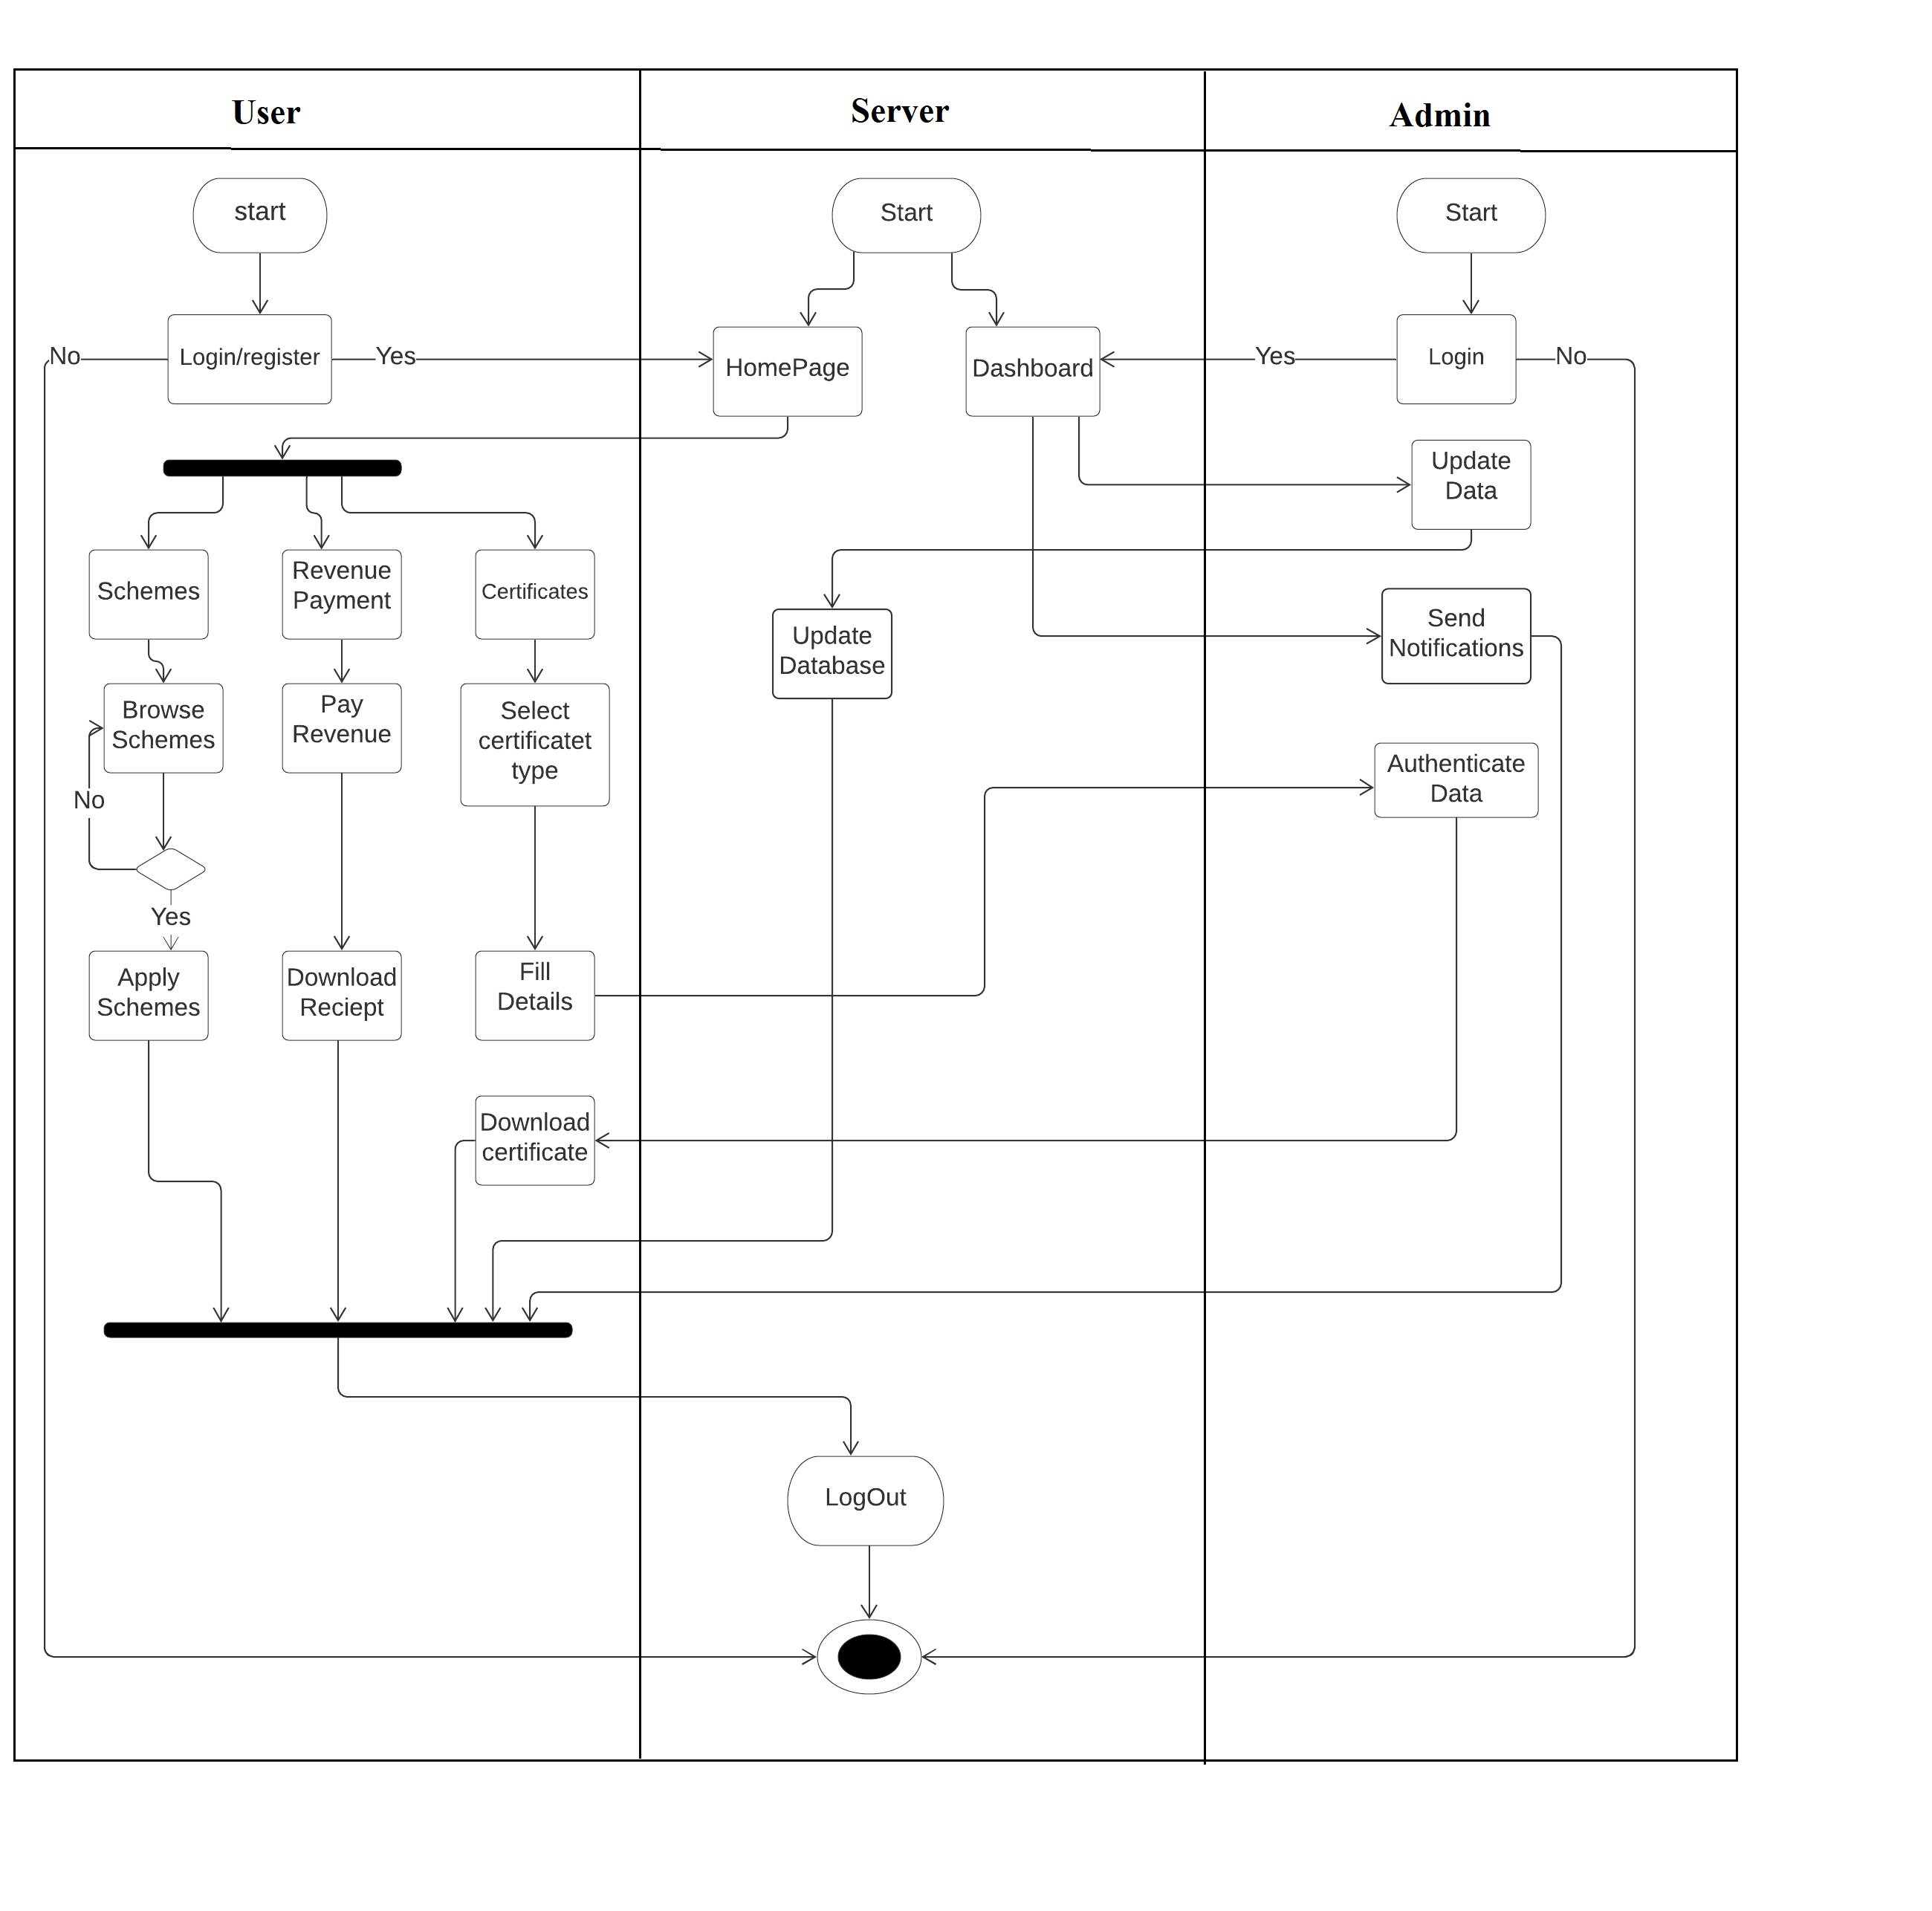 User
Server
Admin
start
Start
Start
No
Login/register
Yes
HomePage
Dashboard
Yes
Login
No
Update
Data
Schemes
Revenue
Payment
Certificates
Update
Database
Send
Notifications
Browse
Schemes
Pay
Revenue
Select
certificatet
type
Authenticate
Data
No
Yes
Apply
Schemes
Download
Reciept
Fill
Details
Download
certificate
LogOut